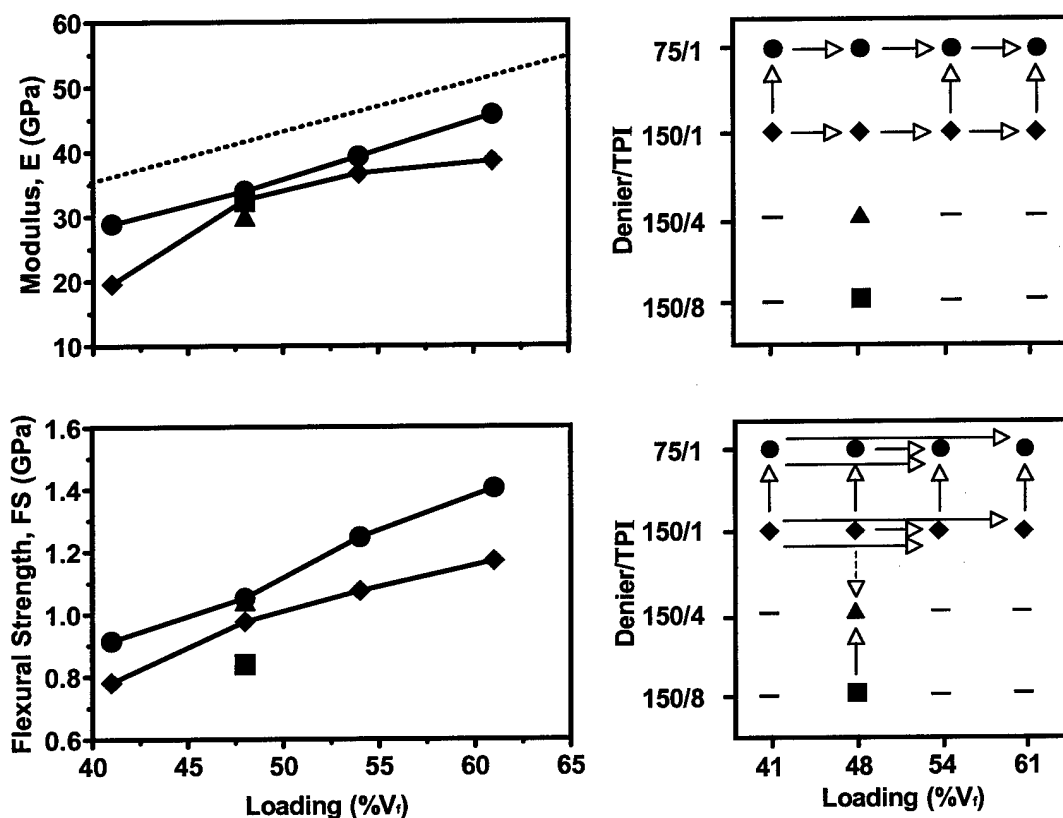 60
50
40
30
20
10
Modulus, E (GPa)
75/1
150/1
150/4
150/8
Denier/TPI
1.6
1.4
1.2
1.0
0.8
0.6
Flexural Strength, FS (GPa)
40 45 50 55 60 65
Loading (%Vf)
75/1
150/1
150/4
150/8
Denier/TPI
41 48 54 61
Loading (%Vf)